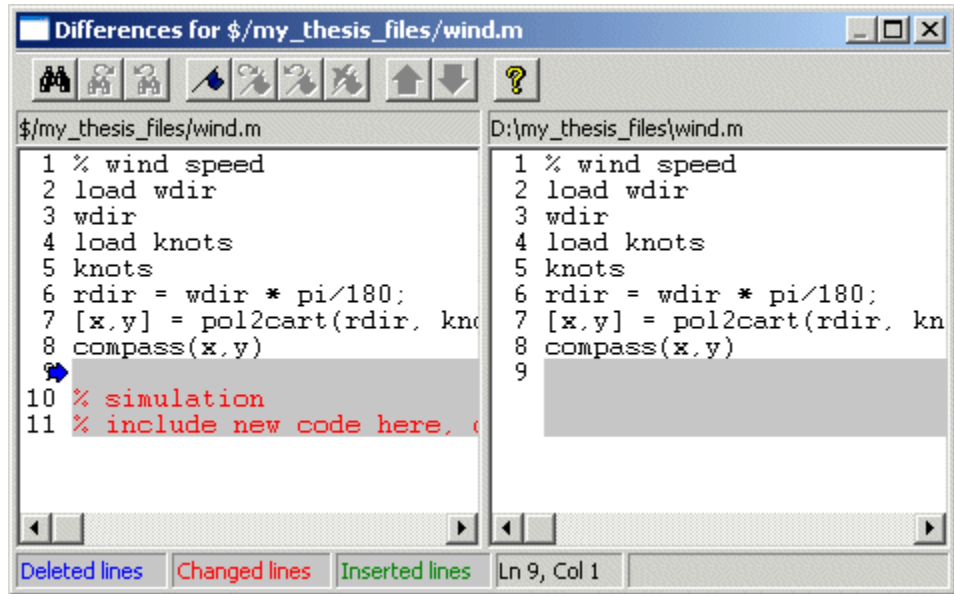 Differences for $/my_thesis_files/wind.m
$/my_thesis_files/wind.m
1 % wind speed
2 load wdir
3 wdir
4 load knots
5 knots
6 rdir = wdir * pi/180;
7 [x,y] = pol2cart(rdir,
8 compass(x,y)
9
10 % simulation
11 % include new code here,
D:\my_thesis_files\wind.m
1 % wind speed
2 load wdir
3 wdir
4 load knots
5 knots
6 rdir = wdir * pi/180;
7 [x,y] = pol2cart(rdir, kn
8 compass(x,y)
9
Deleted lines Changed lines Inserted lines Ln 9, Col 1